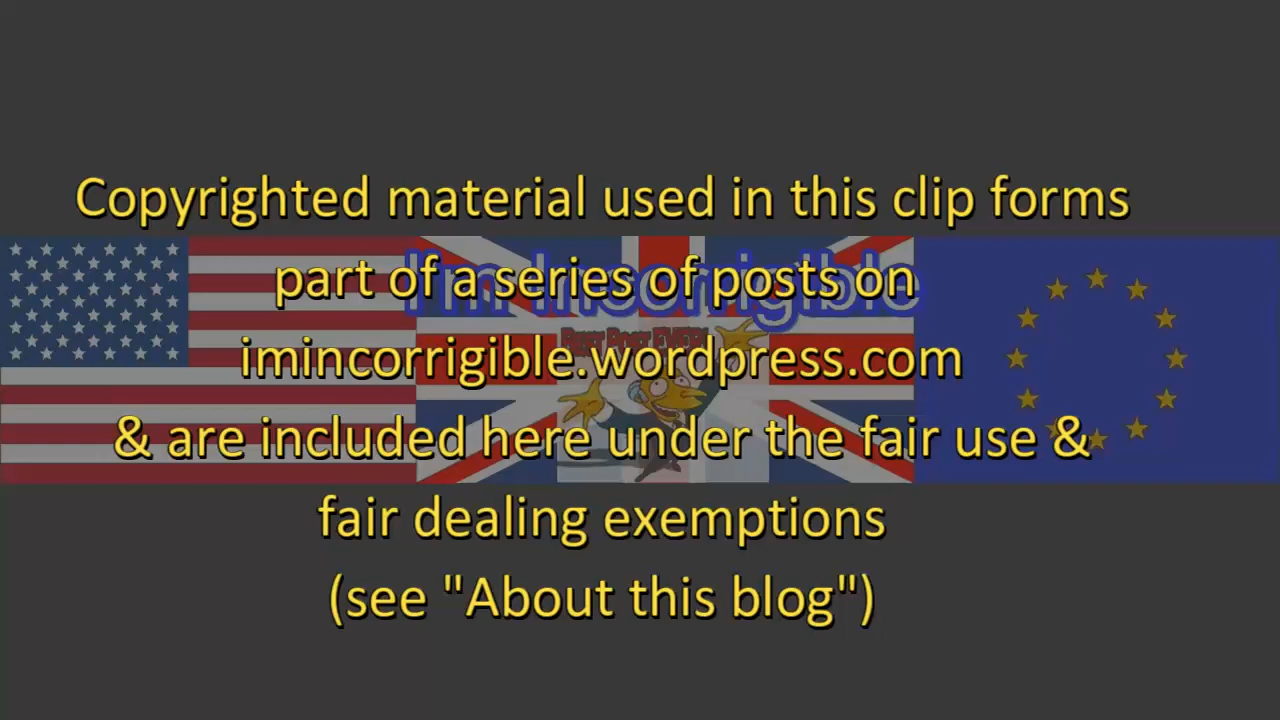 Copyrighted material used in this clip forms
part of a series of posts on
I'm Incorrigible
imincorrigible.wordpress.com
& are included here under the fair use &
fair dealing exemptions
(see "About this blog")